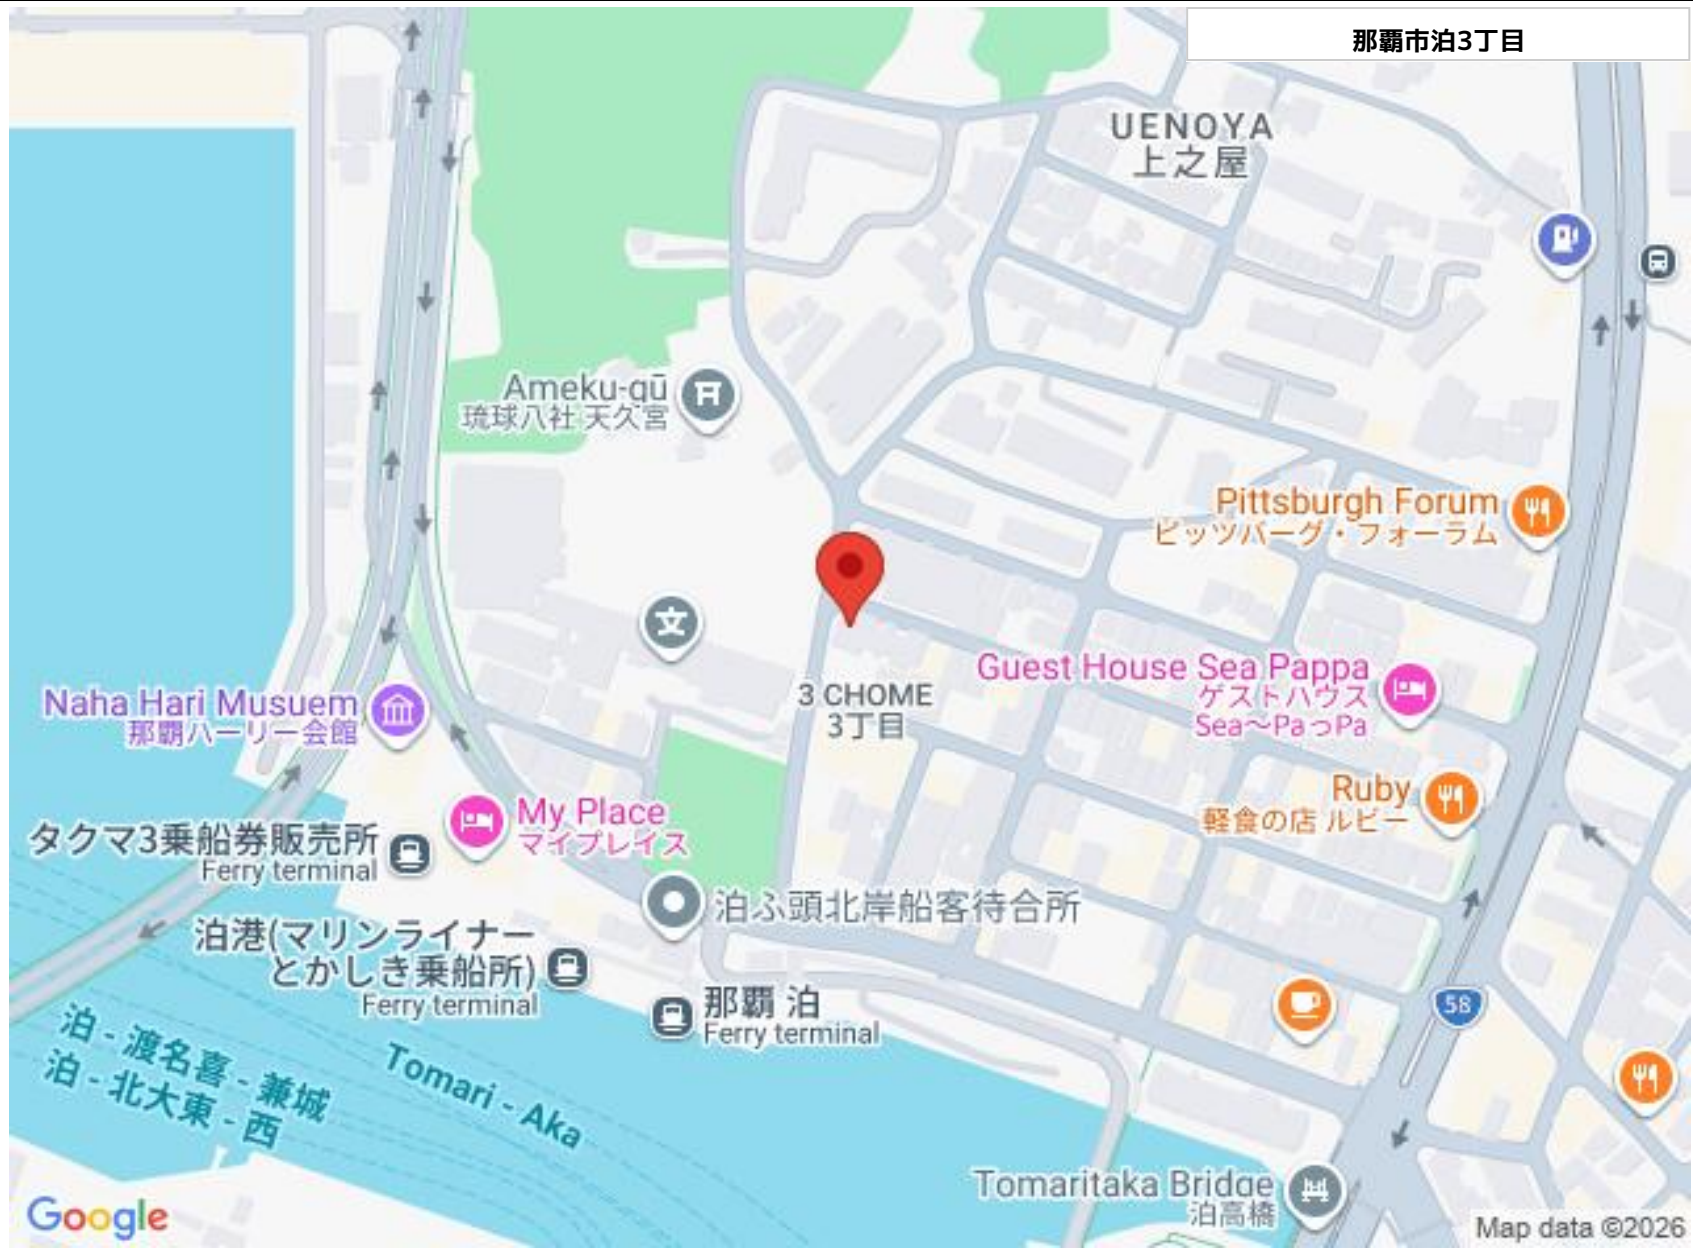 那覇市泊3丁目
UENOYA
上之屋
Ameku-gū
琉球八社 天久宮
Pittsburgh Forum
ピッツバーグ・フォーラム
文
Guest House Sea Pappa
ゲストハウス
Sea〜PaっPa
3 CHOME
3丁目
Naha Hari Musuem
那覇ハーリー会館
Ruby
軽食の店 ルビー
My Place
マイプレイス
タクマ3乗船券販売所
Ferry terminal
泊ふ頭北岸船客待合所
泊港(マリンライナー
とかしき乗船所)
Ferry terminal
那覇 泊
Ferry terminal
58
泊 - 渡名喜 - 兼城
泊 - 北大東 - 西
Tomari - Aka
Tomaritaka Bridge
泊高橋
Google
Map data ©2026